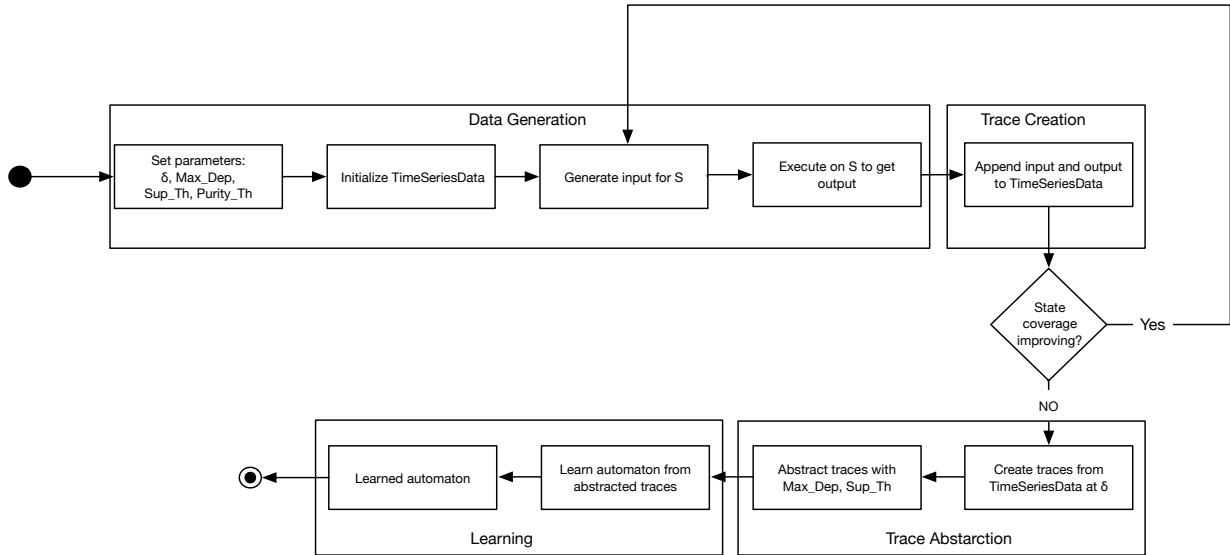 Data Generation
Trace Creation
Set parameters:
δ, Max_Dep,
Sup_Th, Purity_Th
Initialize TimeSeriesData
Generate input for S
Execute on S to get
output
Append input and output
to TimeSeriesData
State
coverage
improving?
Yes
NO
Learned automaton
Learn automaton from
abstracted traces
Abstract traces with
Max_Dep, Sup_Th
Create traces from
TimeSeriesData at δ
Learning
Trace Abstarction